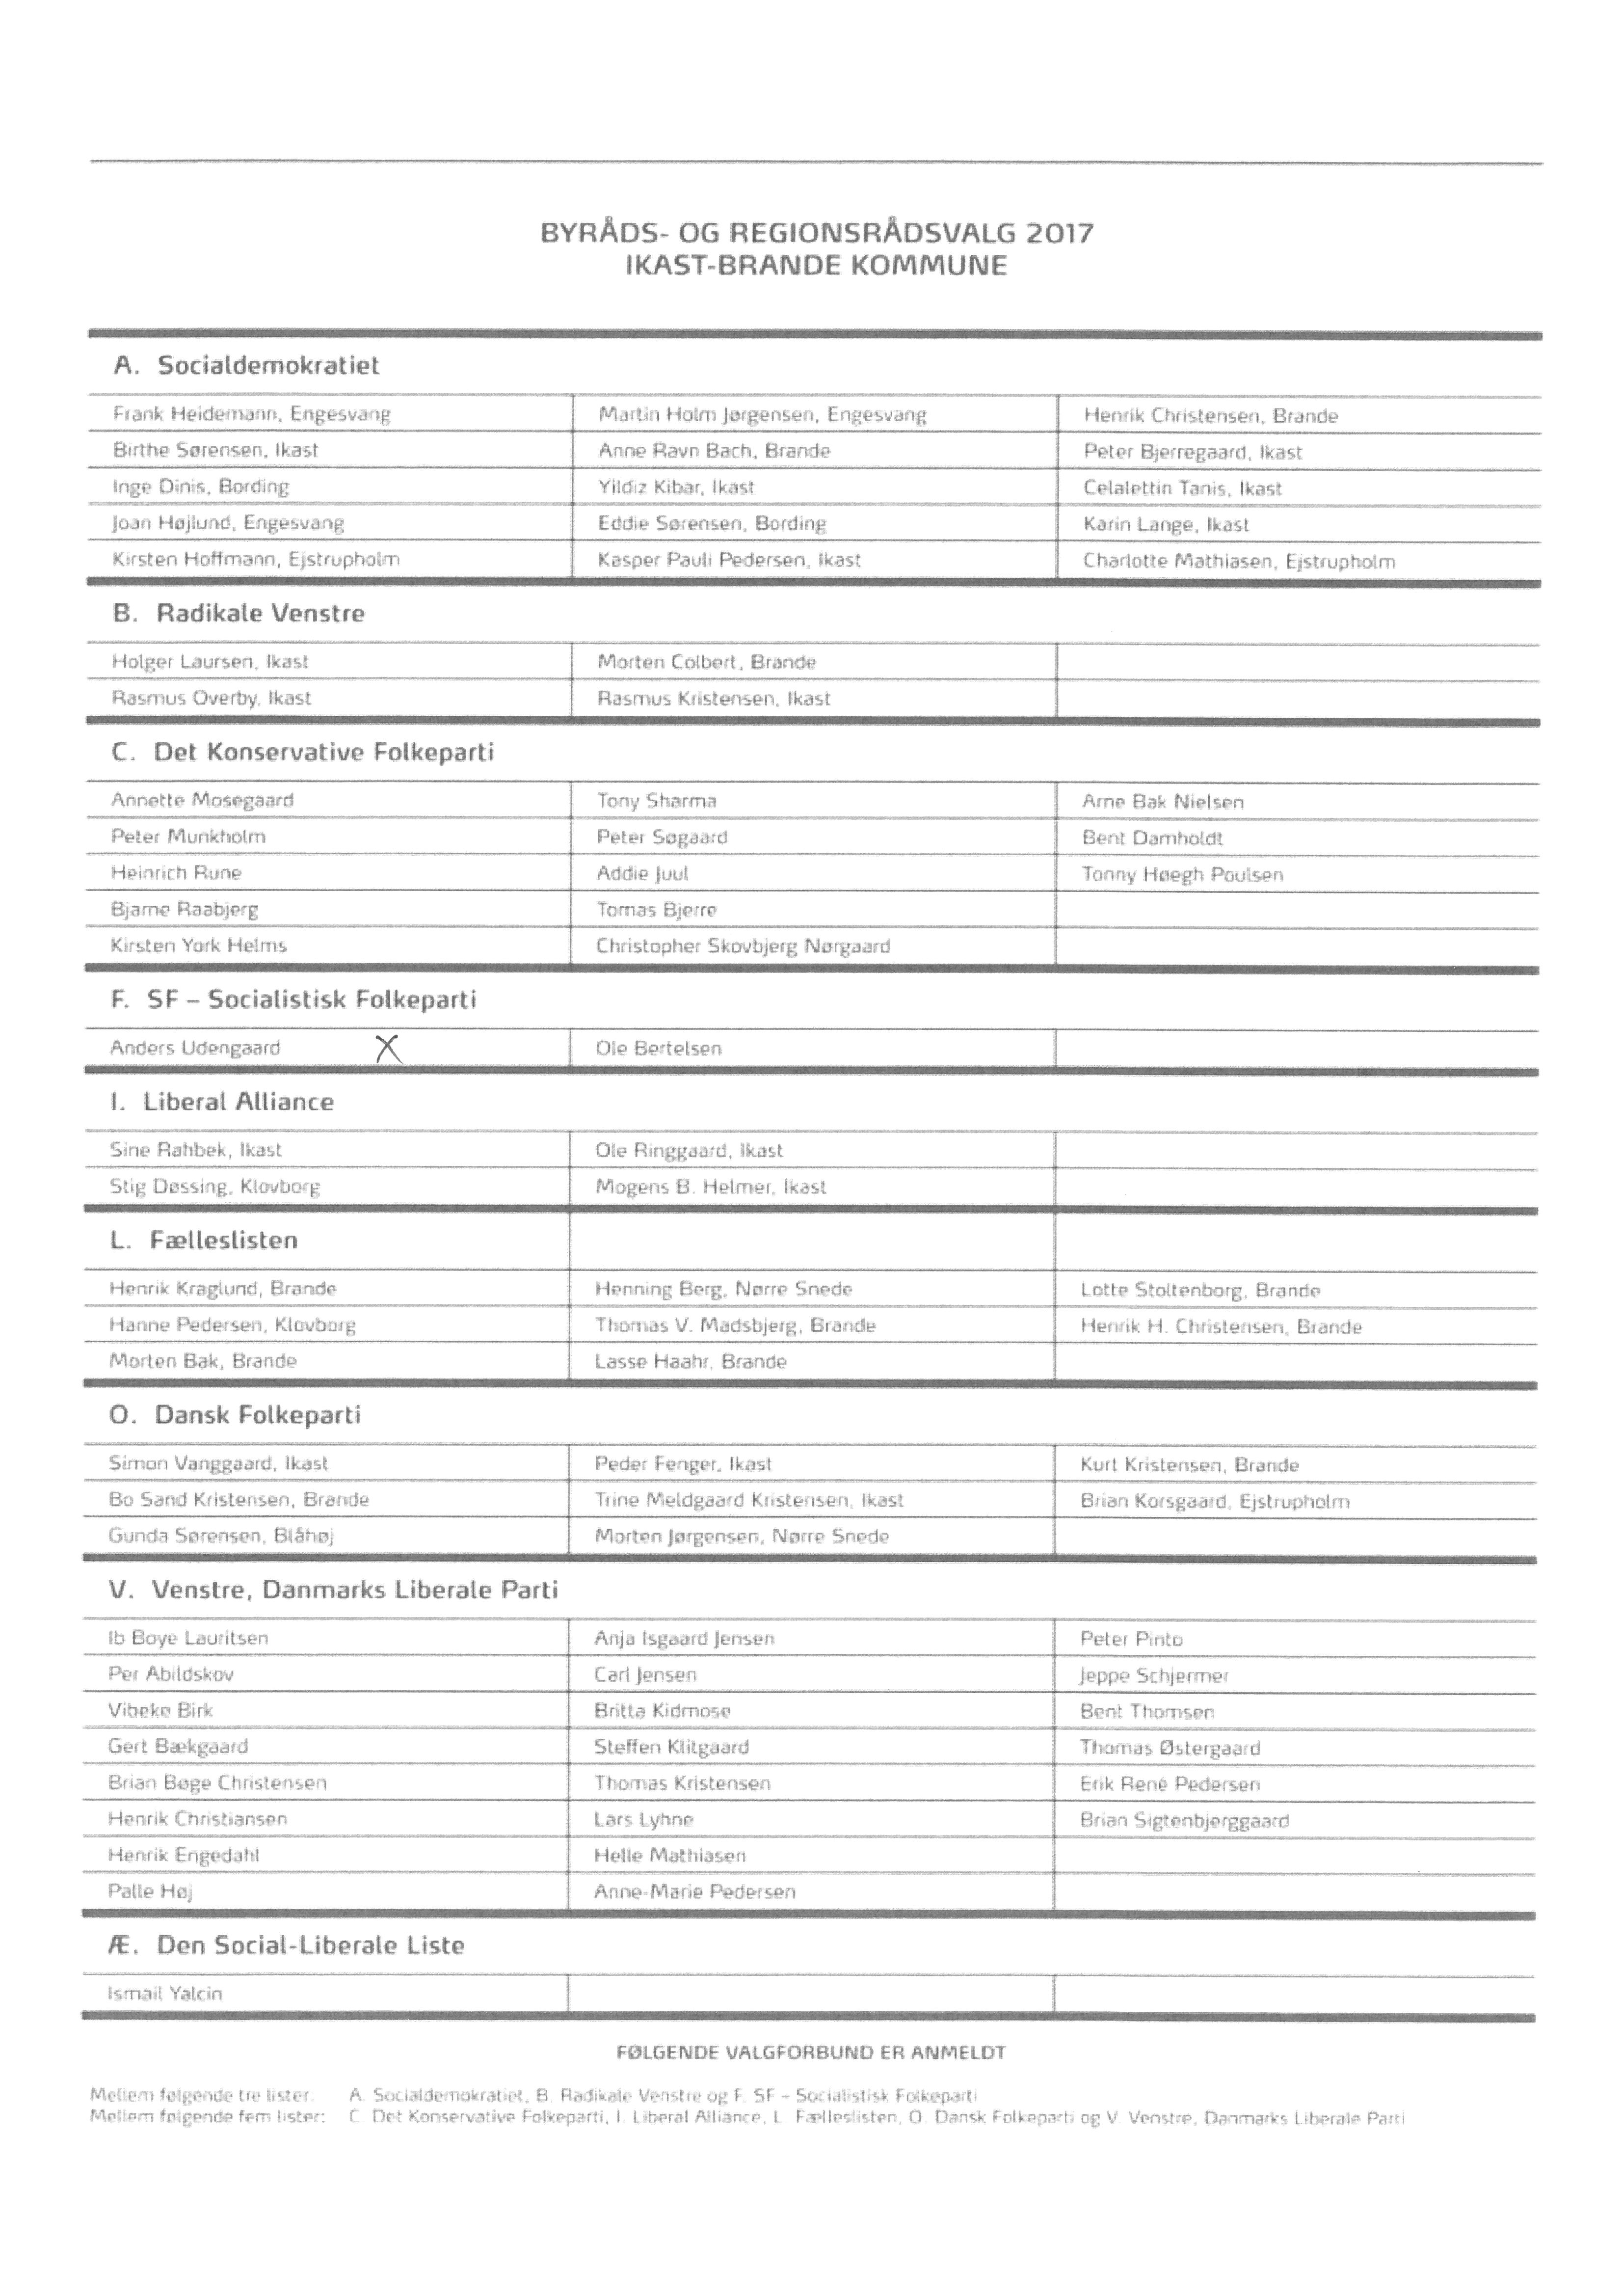 BYRÅDS- OG REGIONSRÅDSVALG 2017
IKAST-BRANDE KOMMUNE
A. Socialdemokratiet
Frank Heidemann, Engesvang Martin Holm Jørgensen, Engesvang Henrik Christensen, Brande
Birthe Sørensen, Ikast Anne Ravn Bach, Brande Peter Bjerregaard, Ikast
Inge Dinis, Bording Yildiz Kibar, Ikast Celalettin Tanis, Ikast
Joan Højlund, Engesvang Eddie Sørensen, Bording Karin Lange, Ikast
Kirsten Hoffmann, Ejstrupholm Kasper Pauli Pedersen, Ikast Charlotte Mathiasen, Ejstrupholm
B. Radikale Venstre
Holger Laursen, Ikast Morten Colbert, Brande
Rasmus Overby, Ikast Rasmus Kristensen, Ikast
C. Det Konservative Folkeparti
Annette Mosegaard Tony Sharma Arne Bak Nielsen
Peter Munkholm Peter Søgaard Bent Damholdt
Heinrich Rune Addie Juul Tonny Høegh Poulsen
Bjarne Raabjerg Tomas Bjerre
Kirsten York Helms Christopher Skovbjerg Nørgaard
F. SF – Socialistisk Folkeparti
Anders Udengaard X Ole Bertelsen
I. Liberal Alliance
Sine Rahbek, Ikast Ole Ringgaard, Ikast
Stig Døssing, Klovborg Mogens B. Helmer, Ikast
L. Fælleslisten
Henrik Kraglund, Brande Henning Berg, Nørre Snede Lotte Stoltenborg, Brande
Hanne Pedersen, Klovborg Thomas V. Madsbjerg, Brande Henrik H. Christensen, Brande
Morten Bak, Brande Lasse Haahr, Brande
O. Dansk Folkeparti
Simon Vanggaard, Ikast Peder Fenger, Ikast Kurt Kristensen, Brande
Bo Sand Kristensen, Brande Trine Meldgaard Kristensen, Ikast Brian Korsgaard, Ejstrupholm
Gunda Sørensen, Blåhøj Morten Jørgensen, Nørre Snede
V. Venstre, Danmarks Liberale Parti
Ib Boye Lauritsen Anja Isgaard Jensen Peter Pinto
Per Abildskov Carl Jensen Jeppe Schjermer
Vibeke Birk Britta Kidmose Bent Thomsen
Gert Bækgaard Steffen Klitgaard Thomas Østergaard
Brian Bøge Christensen Thomas Kristensen Erik René Pedersen
Henrik Christiansen Lars Lyhne Brian Sigtenbjerggaard
Henrik Engedahl Helle Mathiasen
Palle Høj Anne-Marie Pedersen
Æ. Den Social-Liberale Liste
Ismail Yalcin
FØLGENDE VALGFORBUND ER ANMELDT
Mellem følgende tre lister: A. Socialdemokratiet, B. Radikale Venstre og F. SF – Socialistisk Folkeparti
Mellem følgende fem lister: C. Det Konservative Folkeparti, I. Liberal Alliance, L. Fælleslisten, O. Dansk Folkeparti og V. Venstre, Danmarks Liberale Parti